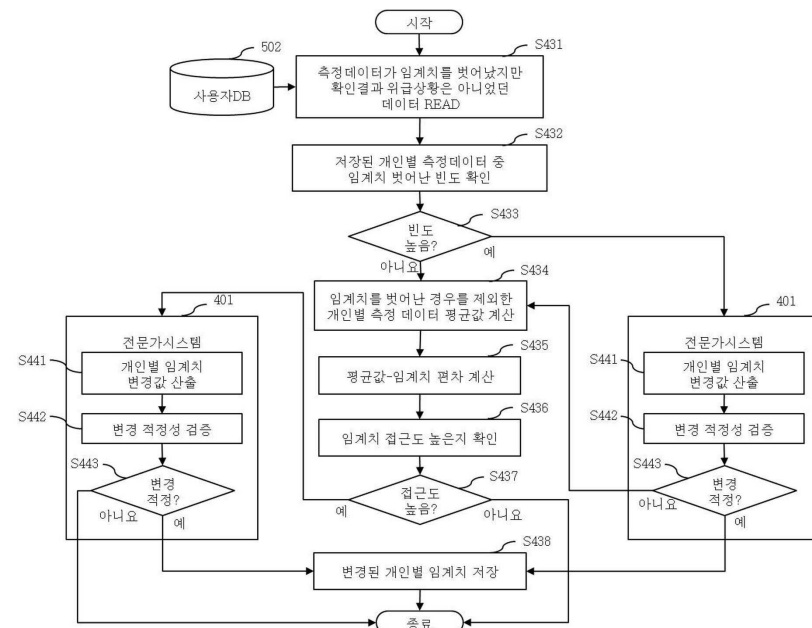 시작
S431
502
사용자DB
측정데이터가 임계치를 벗어났지만
확인결과 위급상황은 아니었던
데이터 READ
S432
저장된 개인별 측정데이터 중
임계치 벗어난 빈도 확인
S433
빈도
높음?
아니요
예
S434
임계치를 벗어난 경우를 제외한
개인별 측정 데이터 평균값 계산
S435
평균값-임계치 편차 계산
S436
임계치 접근도 높은지 확인
S437
접근도
높음?
예
아니요
401
전문가시스템
S441
개인별 임계치
변경값 산출
S442
변경 적정성 검증
S443
변경
적정?
아니요
예
401
전문가시스템
S441
개인별 임계치
변경값 산출
S442
변경 적정성 검증
S443
변경
적정?
아니요
예
S438
변경된 개인별 임계치 저장
종료